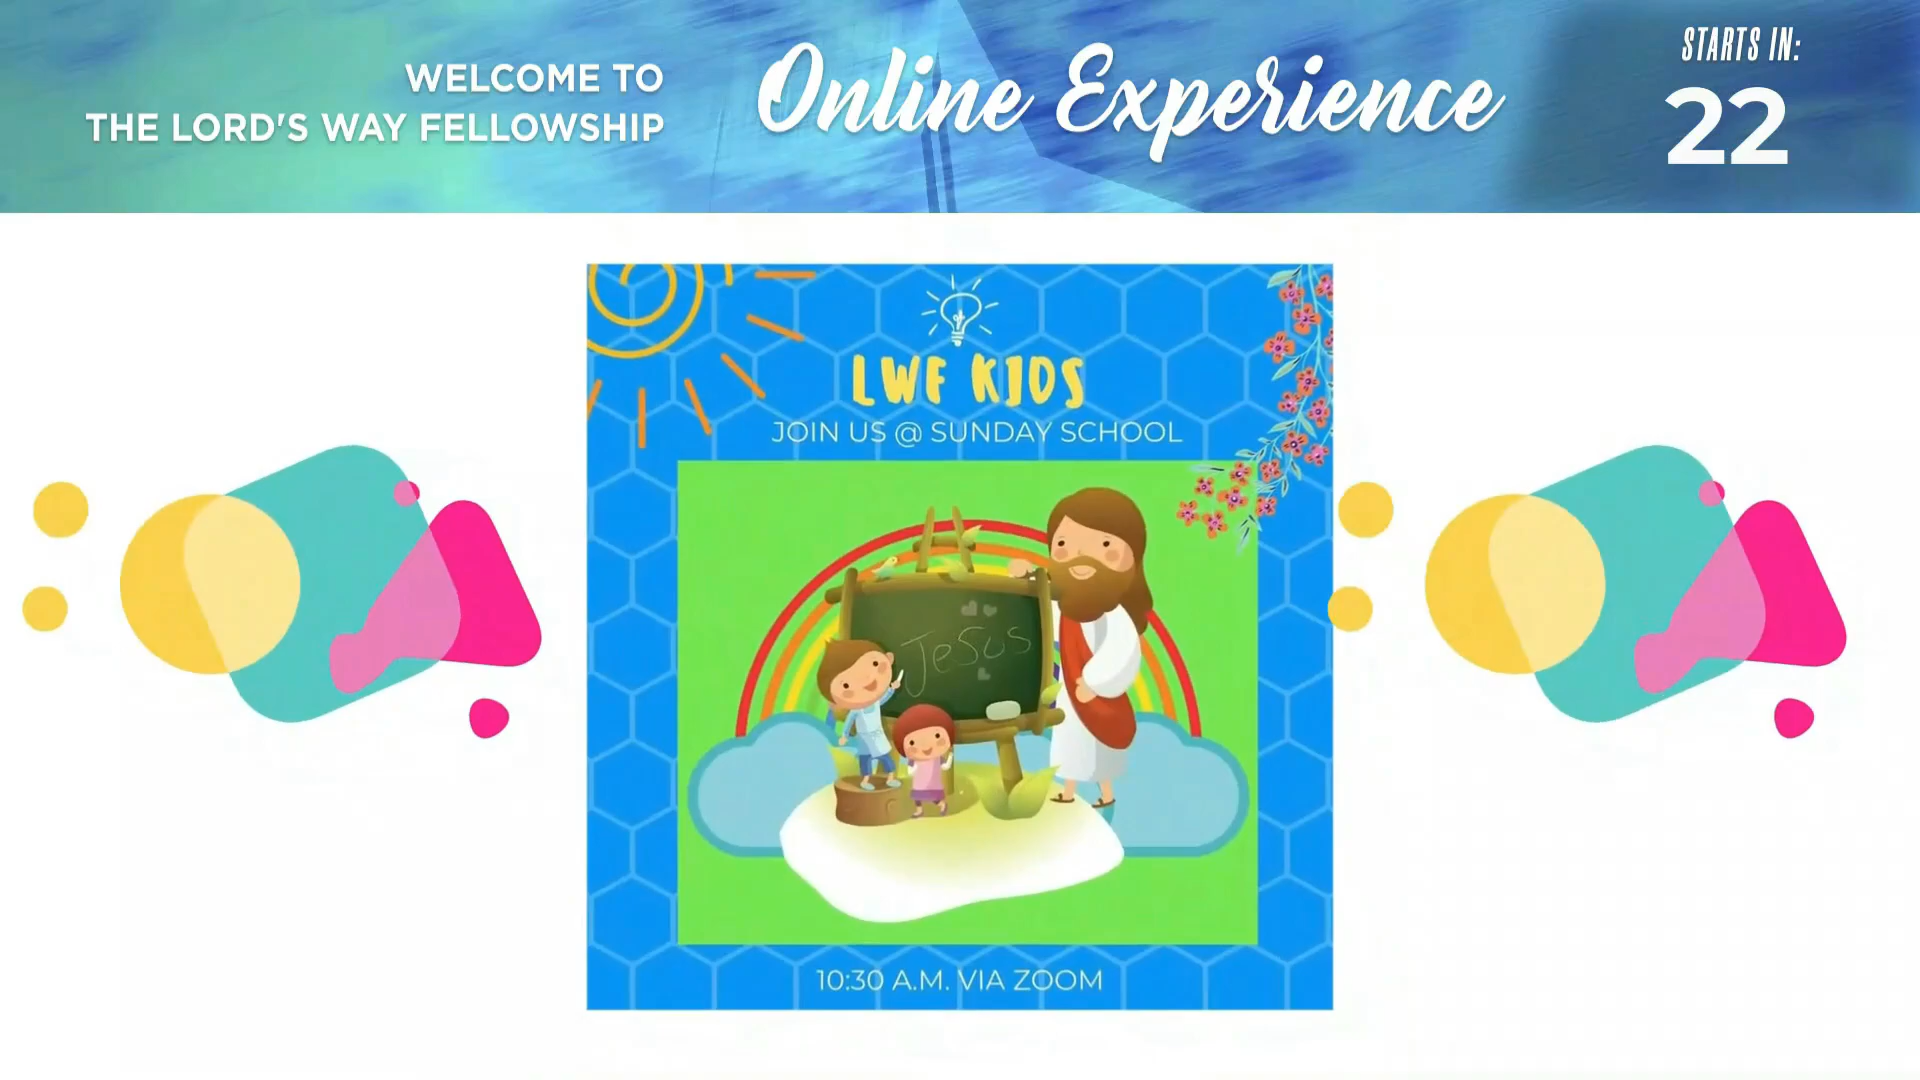 WELCOME TO
THE LORD'S WAY FELLOWSHIP
Online Experience
STARTS IN:
22
LWF KIDS
JOIN US @ SUNDAY SCHOOL
Jesus
10:30 A.M. VIA ZOOM